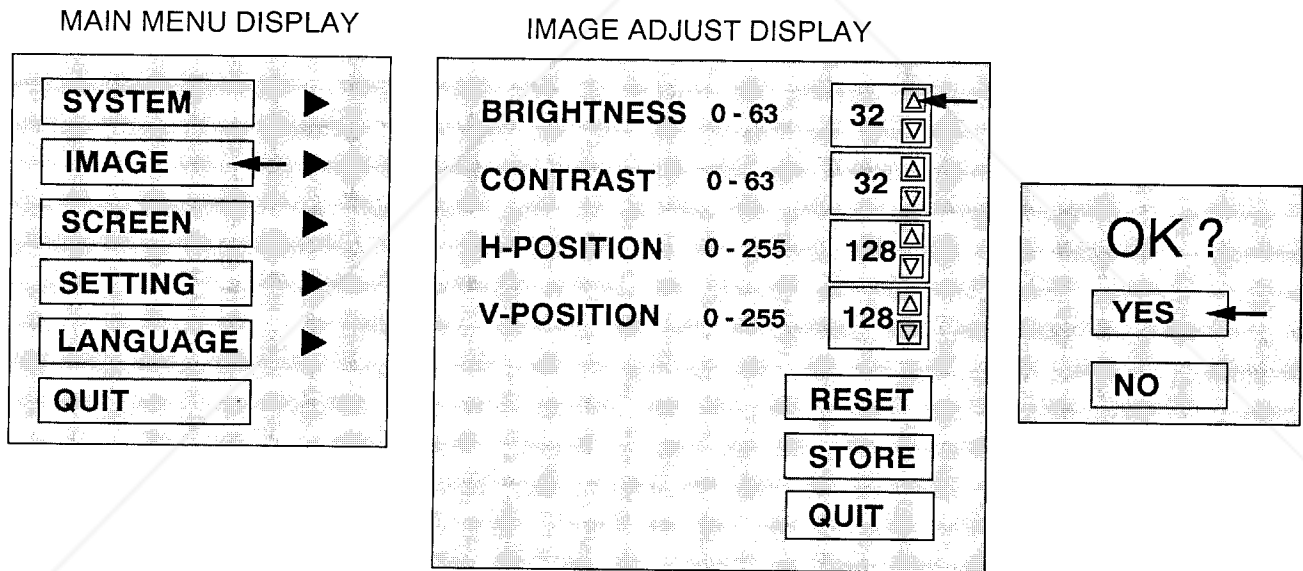 MAIN MENU DISPLAY
SYSTEM
IMAGE
SCREEN
SETTING
LANGUAGE
QUIT
IMAGE ADJUST DISPLAY
BRIGHTNESS 0 - 63 32
CONTRAST 0 - 63 32
H-POSITION 0 - 255 128
V-POSITION 0 - 255 128
RESET
STORE
QUIT
OK ?
YES
NO